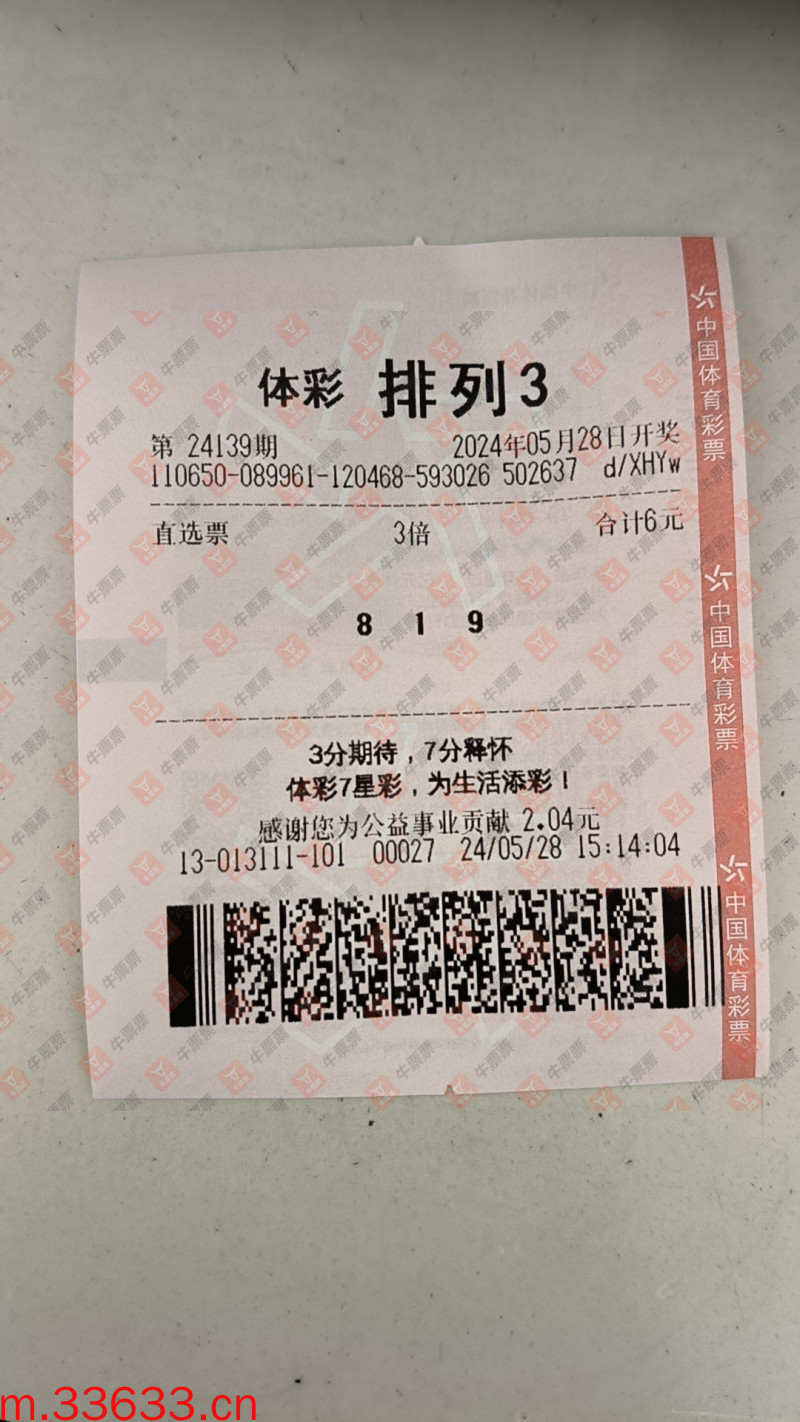 体彩 排列3
第 24139期 2024年05月28日开奖
110650-089961-120468-593026 502637 d/XHYw
直选票 3倍 合计6元
8 1 9
3分期待，7分释怀
体彩7星彩，为生活添彩！
感谢您为公益事业贡献 2.04元
13-013111-101 00027 24/05/28 15:14:04
中国体育彩票
中国体育彩票
中国体育彩票
牛票票
m.33633.cn